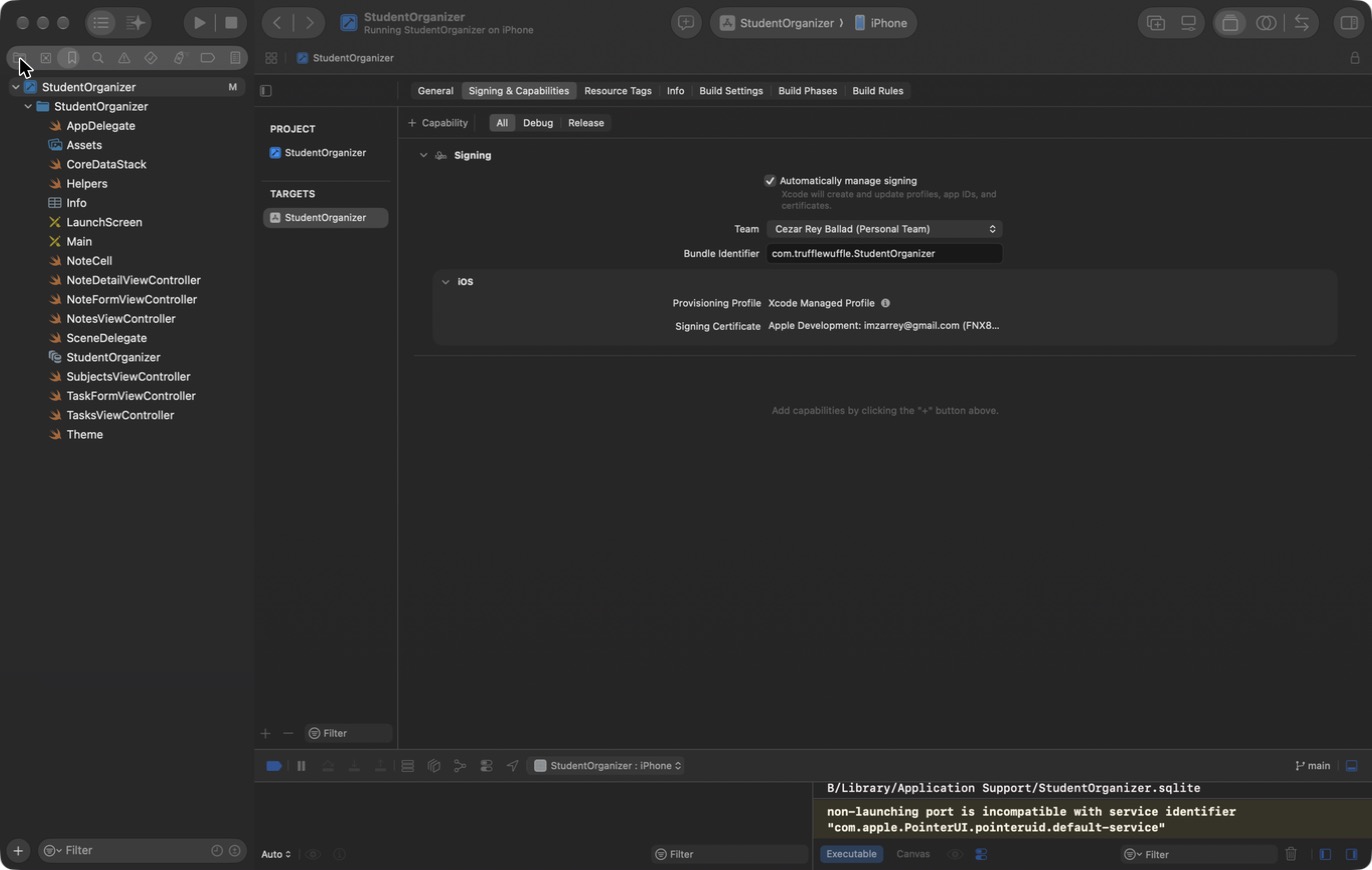 StudentOrganizer
Running StudentOrganizer on iPhone
StudentOrganizer
iPhone
StudentOrganizer
StudentOrganizer
M
StudentOrganizer
AppDelegate
Assets
CoreDataStack
Helpers
Info
LaunchScreen
Main
NoteCell
NoteDetailViewController
NoteFormViewController
NotesViewController
SceneDelegate
StudentOrganizer
SubjectsViewController
TaskFormViewController
TasksViewController
Theme
Filter
General
Signing & Capabilities
Resource Tags
Info
Build Settings
Build Phases
Build Rules
PROJECT
StudentOrganizer
TARGETS
StudentOrganizer
Filter
+ Capability
All
Debug
Release
Signing
Automatically manage signing
Xcode will create and update profiles, app IDs, and
certificates.
Team
Cezar Rey Ballad (Personal Team)
Bundle Identifier
com.trufflewuffle.StudentOrganizer
iOS
Provisioning Profile
Xcode Managed Profile
Signing Certificate
Apple Development: imzarrey@gmail.com (FNX8...
Add capabilities by clicking the "+" button above.
StudentOrganizer : iPhone
main
B/Library/Application Support/StudentOrganizer.sqlite
non-launching port is incompatible with service identifier
"com.apple.PointerUI.pointeruid.default-service"
Auto
Filter
Executable
Canvas
Filter